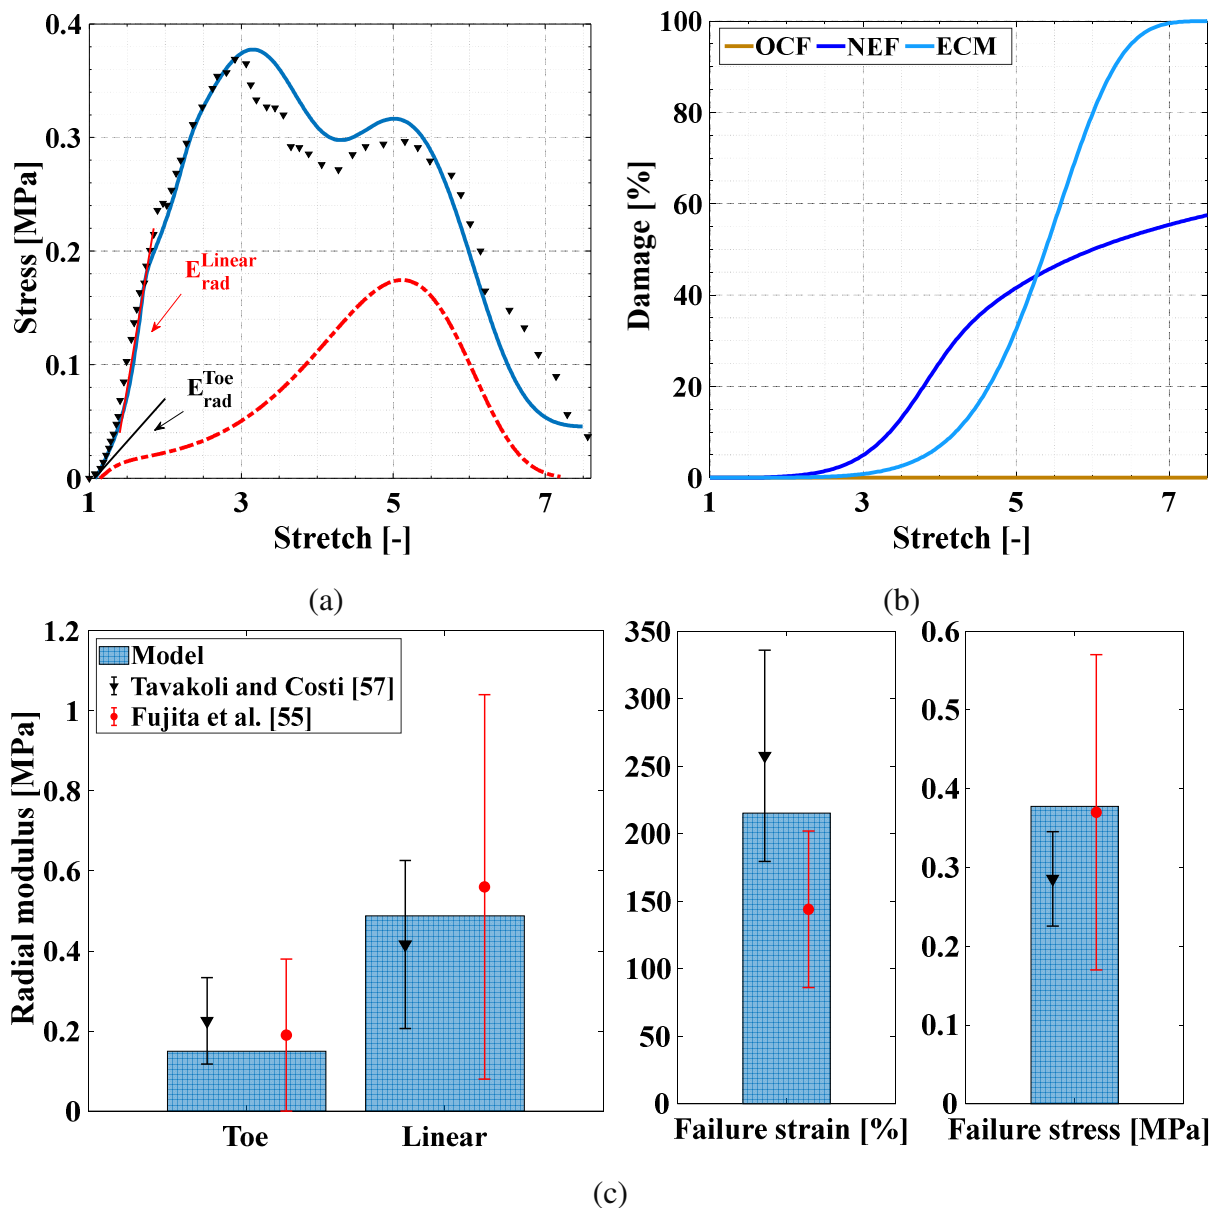 0.4
0.3
0.2
0.1
0
Stress [MPa]
E Linear rad
E Toe rad
1 3 5 7
Stretch [-]
(a)
100
80
60
40
20
0
Damage [%]
OCF NEF ECM
1 3 5 7
Stretch [-]
(b)
1.2
1
0.8
0.6
0.4
0.2
0
Radial modulus [MPa]
Model
Tavakoli and Costi [57]
Fujita et al. [55]
Toe Linear
350
300
250
200
150
100
50
0
Failure strain [%]
0.6
0.5
0.4
0.3
0.2
0.1
0
Failure stress [MPa]
(c)